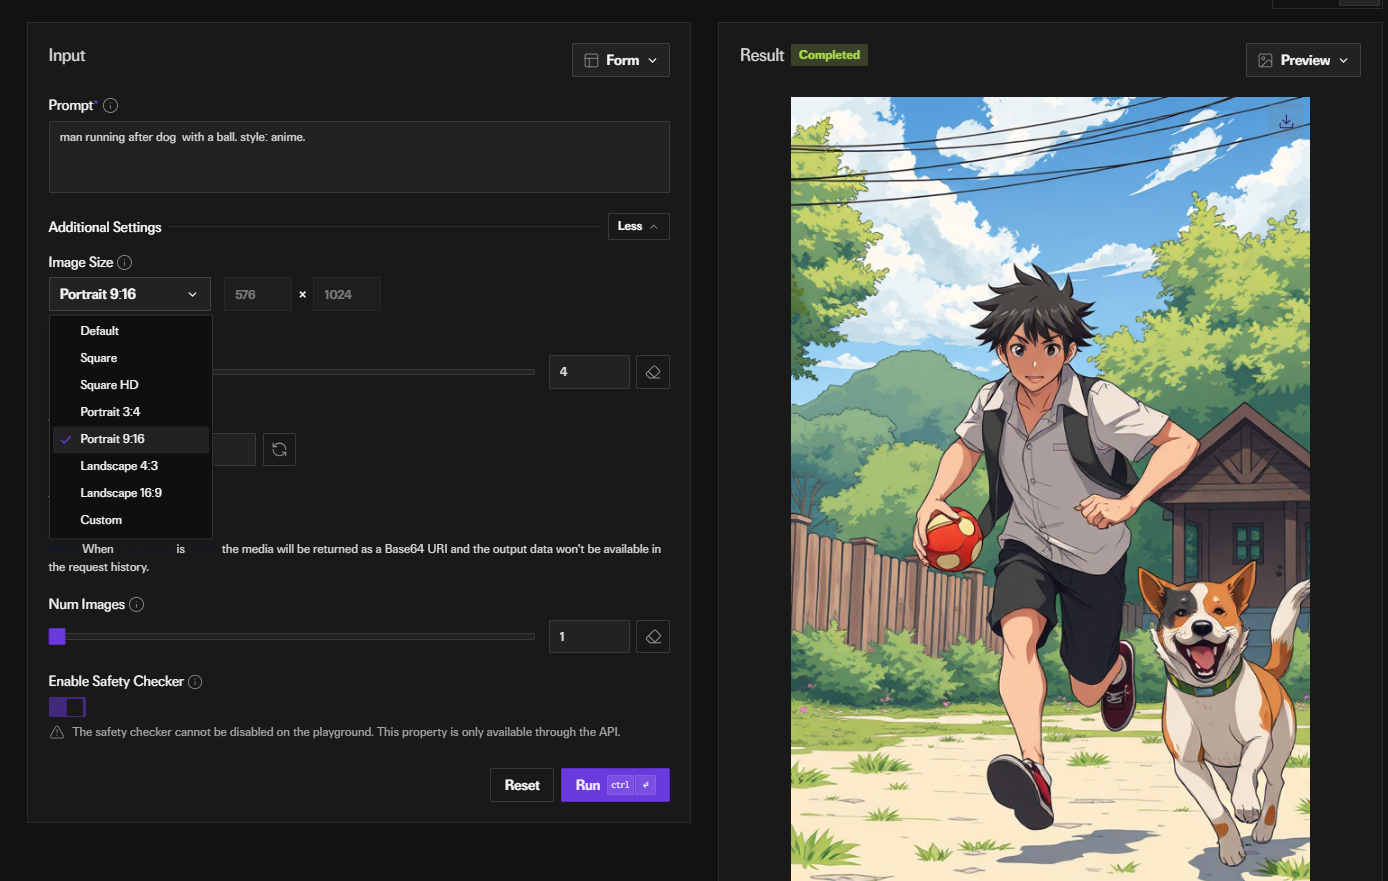 Input
Form
Prompt*
man running after dog  with a ball. style: anime.
Additional Settings
Less
Image Size
Portrait 9:16
576
×
1024
Default
Square
Square HD
Portrait 3:4
Portrait 9:16
Landscape 4:3
Landscape 16:9
Custom
4
When is the media will be returned as a Base64 URI and the output data won't be available in
the request history.
Num Images
1
Enable Safety Checker
The safety checker cannot be disabled on the playground. This property is only available through the API.
Reset
Run ctrl
Result
Completed
Preview